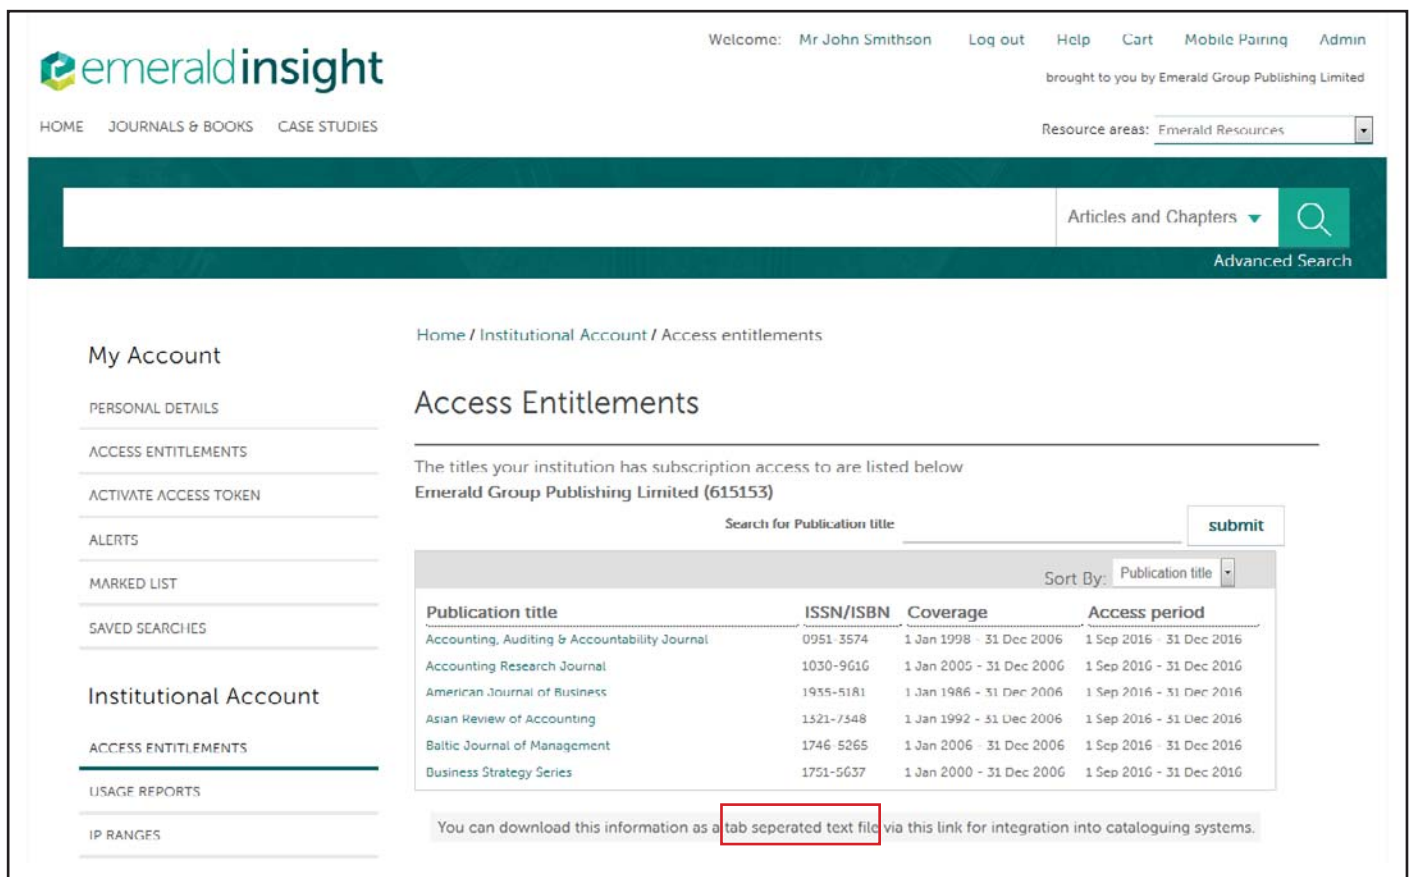 Welcome: Mr John Smithson Log out Help Cart Mobile Pairing Admin
emeraldinsight
brought to you by Emerald Group Publishing Limited
HOME JOURNALS & BOOKS CASE STUDIES
Resource areas: Emerald Resources
Articles and Chapters
Advanced Search
My Account
PERSONAL DETAILS
ACCESS ENTITLEMENTS
ACTIVATE ACCESS TOKEN
ALERTS
MARKED LIST
SAVED SEARCHES
Institutional Account
ACCESS ENTITLEMENTS
USAGE REPORTS
IP RANGES
Home / Institutional Account / Access entitlements
Access Entitlements
The titles your institution has subscription access to are listed below
Emerald Group Publishing Limited (615153)
Search for Publication title submit
Sort By: Publication title
Publication title ISSN/ISBN Coverage Access period
Accounting, Auditing & Accountability Journal 0951-3574 1 Jan 1998 - 31 Dec 2006 1 Sep 2016 - 31 Dec 2016
Accounting Research Journal 1030-9616 1 Jan 2005 - 31 Dec 2006 1 Sep 2016 - 31 Dec 2016
American Journal of Business 1935-5181 1 Jan 1986 - 31 Dec 2006 1 Sep 2016 - 31 Dec 2016
Asian Review of Accounting 1321-7348 1 Jan 1992 - 31 Dec 2006 1 Sep 2016 - 31 Dec 2016
Baltic Journal of Management 1746-5265 1 Jan 2006 - 31 Dec 2006 1 Sep 2016 - 31 Dec 2016
Business Strategy Series 1751-5637 1 Jan 2000 - 31 Dec 2006 1 Sep 2016 - 31 Dec 2016
You can download this information as a tab seperated text file via this link for integration into cataloguing systems.